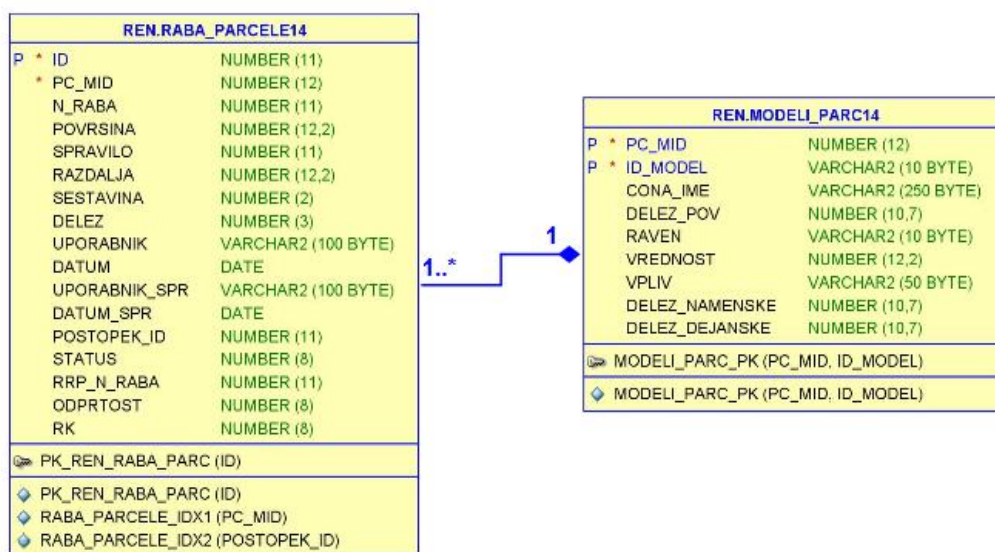 REN.RABA_PARCELE14
P * ID NUMBER (11)
* PC_MID NUMBER (12)
N_RABA NUMBER (11)
POVRSINA NUMBER (12,2)
SPRAVILO NUMBER (11)
RAZDALJA NUMBER (12,2)
SESTAVINA NUMBER (2)
DELEZ NUMBER (3)
UPORABNIK VARCHAR2 (100 BYTE)
DATUM DATE
UPORABNIK_SPR VARCHAR2 (100 BYTE)
DATUM_SPR DATE
POSTOPEK_ID NUMBER (11)
STATUS NUMBER (8)
RRP_N_RABA NUMBER (11)
ODPRTOST NUMBER (8)
RK NUMBER (8)
PK_REN_RABA_PARC (ID)
PK_REN_RABA_PARC (ID)
RABA_PARCELE_IDX1 (PC_MID)
RABA_PARCELE_IDX2 (POSTOPEK_ID)
1..*
1
REN.MODELI_PARC14
P * PC_MID NUMBER (12)
P * ID_MODEL VARCHAR2 (10 BYTE)
CONA_IME VARCHAR2 (250 BYTE)
DELEZ_POV NUMBER (10,7)
RAVEN VARCHAR2 (10 BYTE)
VREDNOST NUMBER (12,2)
VPLIV VARCHAR2 (50 BYTE)
DELEZ_NAMENSKE NUMBER (10,7)
DELEZ_DEJANSKE NUMBER (10,7)
MODELI_PARC_PK (PC_MID, ID_MODEL)
MODELI_PARC_PK (PC_MID, ID_MODEL)